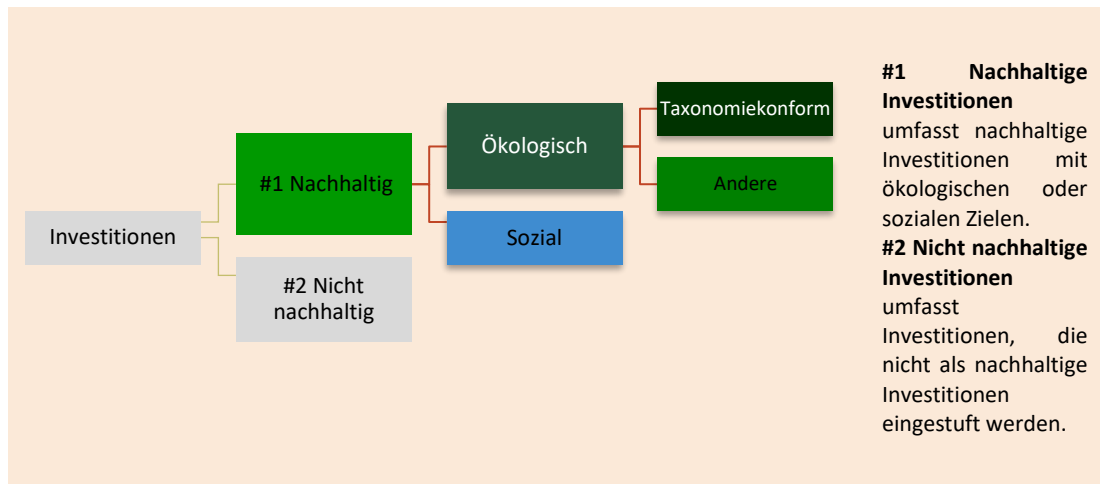 Investitionen
#1 Nachhaltig
#2 Nicht
nachhaltig
Ökologisch
Sozial
Taxonomiekonform
Andere
#1 Nachhaltige
Investitionen
umfasst nachhaltige
Investitionen mit
ökologischen oder
sozialen Zielen.
#2 Nicht nachhaltige
Investitionen
umfasst
Investitionen, die
nicht als nachhaltige
Investitionen
eingestuft werden.